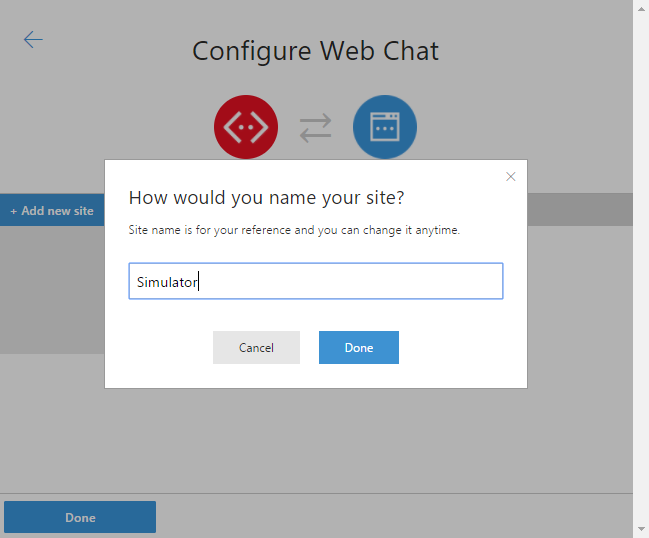 Configure Web Chat
+ Add new site
How would you name your site?
Site name is for your reference and you can change it anytime.
Simulator
Cancel
Done
Done